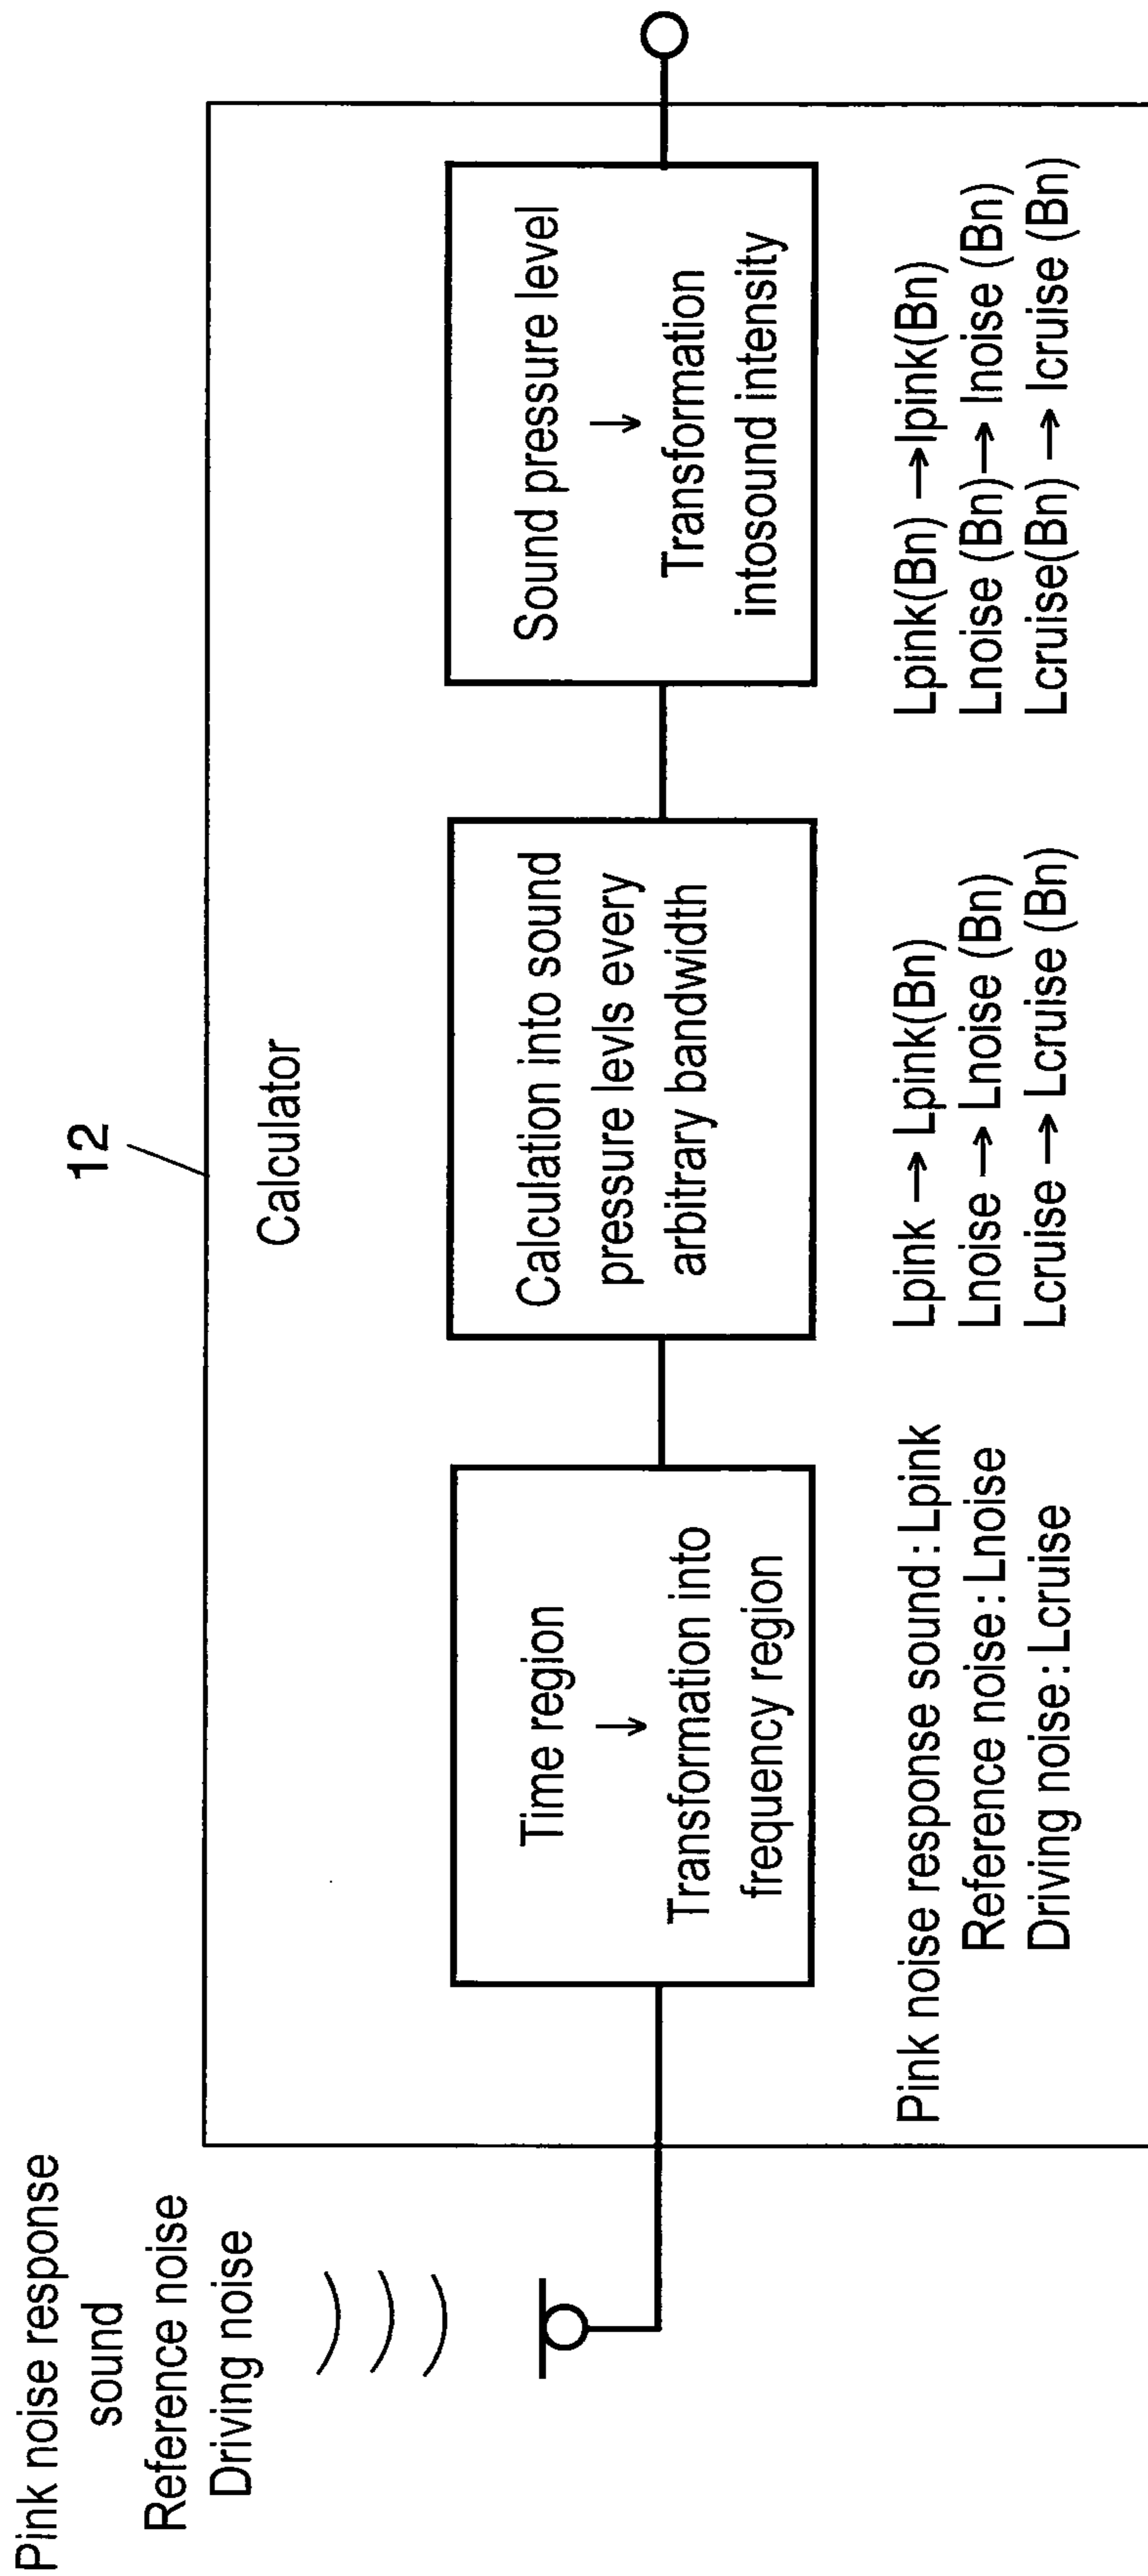 Pink noise response
sound
Reference noise
Driving noise
12
Calculator
Time region
↓
Transformation into
frequency region
Pink noise response sound : Lpink
Reference noise : Lnoise
Driving noise : Lcruise
Calculation into sound
pressure levls every
arbitrary bandwidth
Lpink → Lpink(Bn)
Lnoise → Lnoise (Bn)
Lcruise → Lcruise (Bn)
Sound pressure level
↓
Transformation
intosound intensity
Lpink(Bn) → Ipink(Bn)
Lnoise (Bn) → Inoise (Bn)
Lcruise(Bn) → Icruise (Bn)